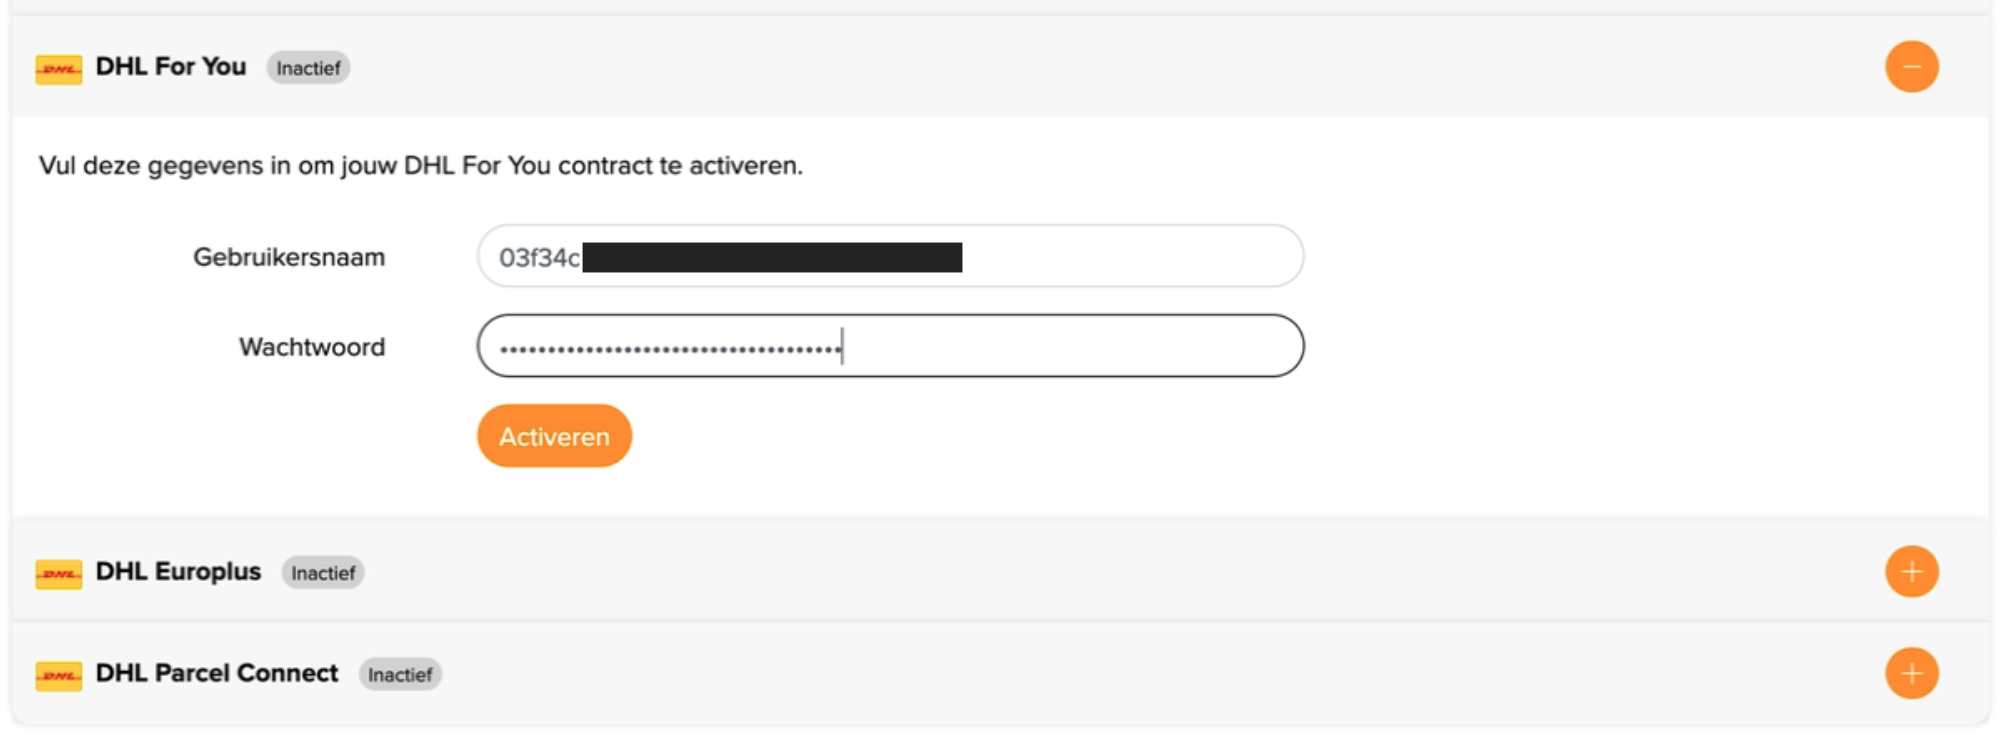 DHL DHL For You Inactief
Vul deze gegevens in om jouw DHL For You contract te activeren.
Gebruikersnaam 03f34c
Wachtwoord
Activeren
DHL DHL Europlus Inactief
DHL DHL Parcel Connect Inactief